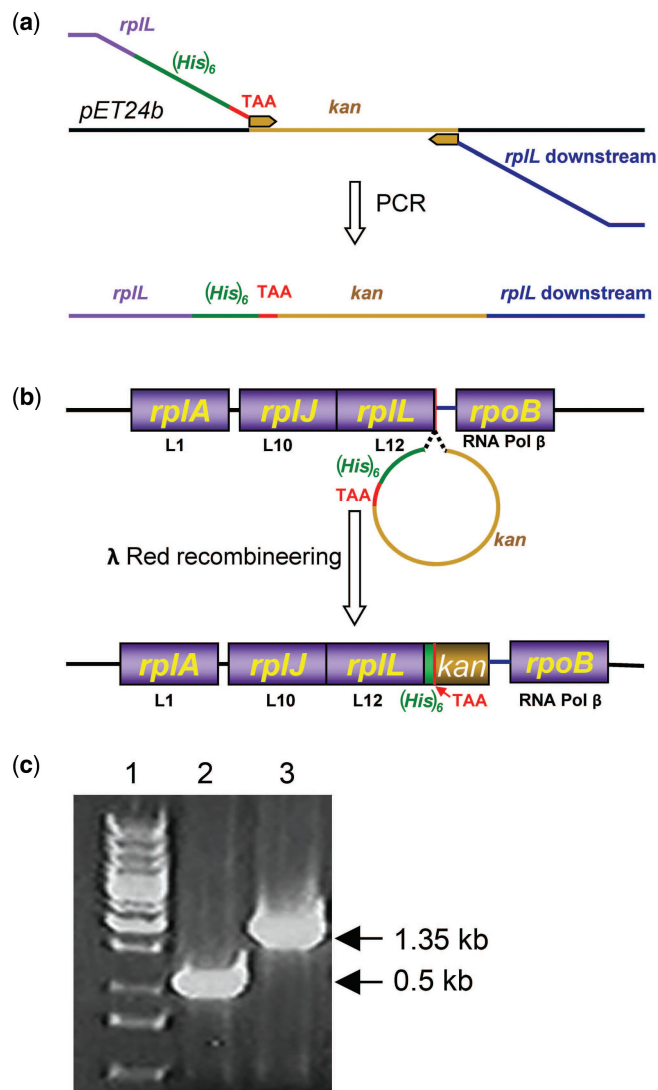 (a)
rplL
(His)6
TAA
pET24b
kan
rplL downstream
PCR
rplL
(His)6
TAA
kan
rplL downstream
(b)
rplA
rplJ
rplL
rpoB
L1
L10
L12
RNA Pol β
(His)6
TAA
kan
λ Red recombineering
rplA
rplJ
rplL
kan
rpoB
L1
L10
L12
(His)6
TAA
RNA Pol β
(c)
1 2 3
1.35 kb
0.5 kb